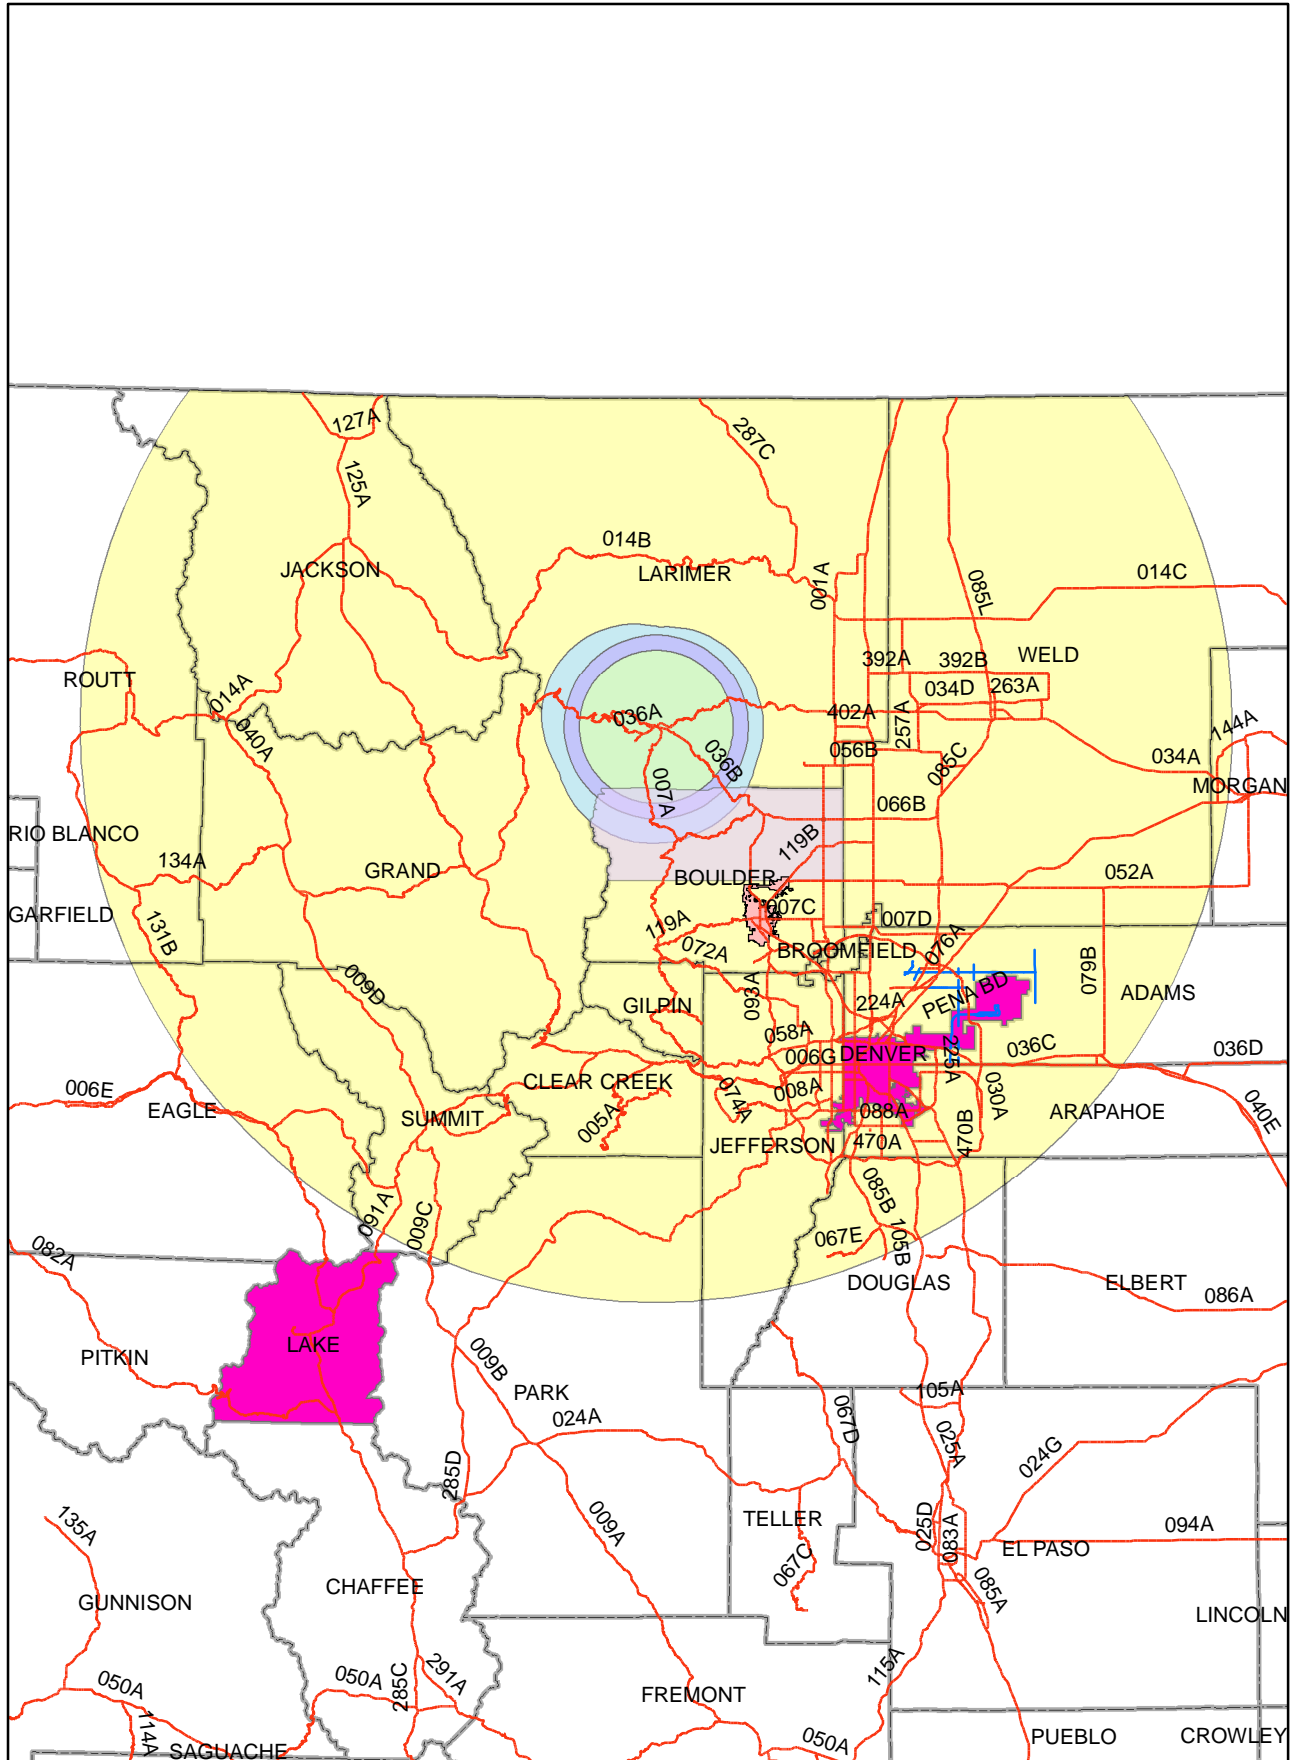 127A
287C
125A
014B
JACKSON
LARIMER
001A
014C
085L
392A
392B
WELD
ROUTT
014A
034D
263A
036A
402A
257A
144A
040A
036B
056B
085C
034A
007A
MORGAN
066B
RIO BLANCO
119B
134A
GRAND
BOULDER
052A
GARFIELD
007C
131B
119A
007D
072A
BROOMFIELD
076A
009D
079B
093A
GILPIN
224A
PENA BD
ADAMS
058A
006G
DENVER
225A
036C
036D
006E
CLEAR CREEK
074A
008A
030A
EAGLE
SUMMIT
005A
088A
ARAPAHOE
040E
JEFFERSON
470A
470B
091A
009C
085B
067E
105B
082A
DOUGLAS
ELBERT
086A
LAKE
PITKIN
009B
PARK
105A
024A
067D
025A
024G
285D
135A
009A
TELLER
025D
083A
094A
EL PASO
067C
CHAFFEE
085A
GUNNISON
LINCOLN
115A
050A
050A
285C
291A
FREMONT
114A
SAGUACHE
050A
PUEBLO
CROWLEY